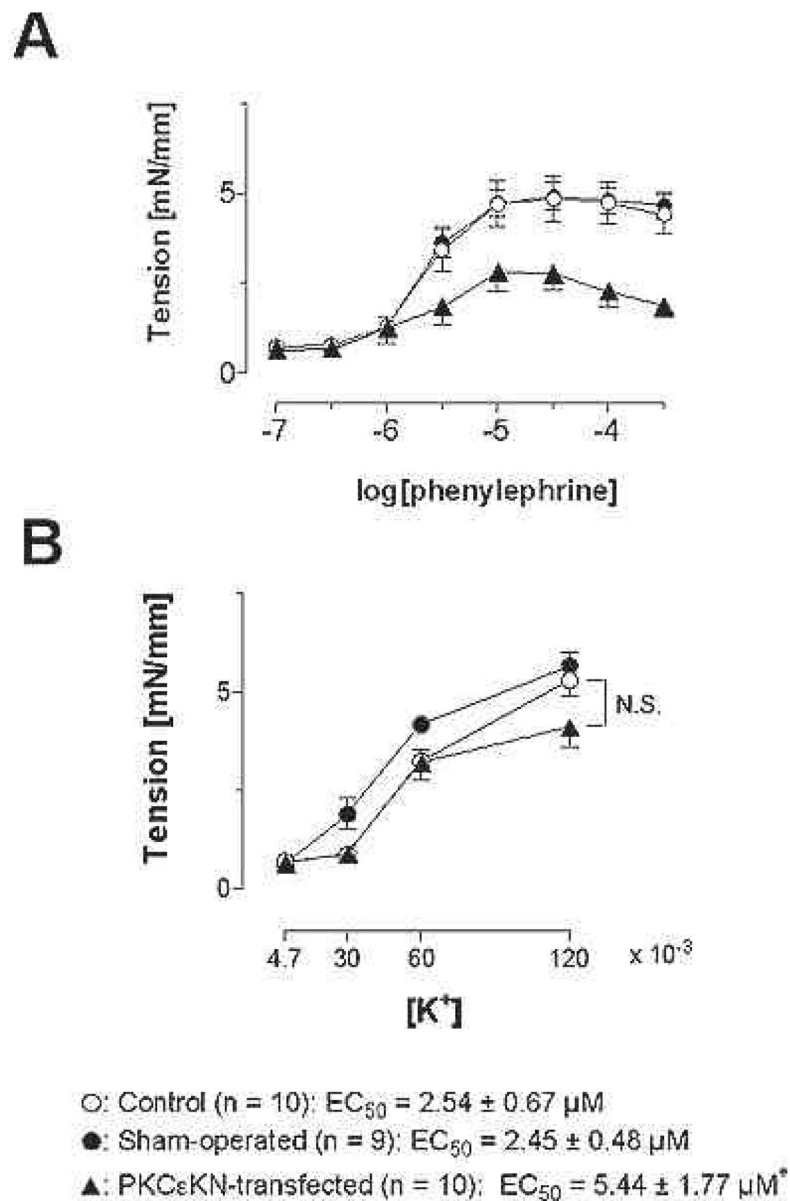 A
Tension [mN/mm]
5
0
-7 -6 -5 -4
log[phenylephrine]
B
Tension [mN/mm]
5
0
N.S.
4.7 30 60 120 x 10⁻³
[K⁺]
○: Control (n = 10): EC₅₀ = 2.54 ± 0.67 µM
●: Sham-operated (n = 9): EC₅₀ = 2.45 ± 0.48 µM
▲: PKCεKN-transfected (n = 10): EC₅₀ = 5.44 ± 1.77 µM*